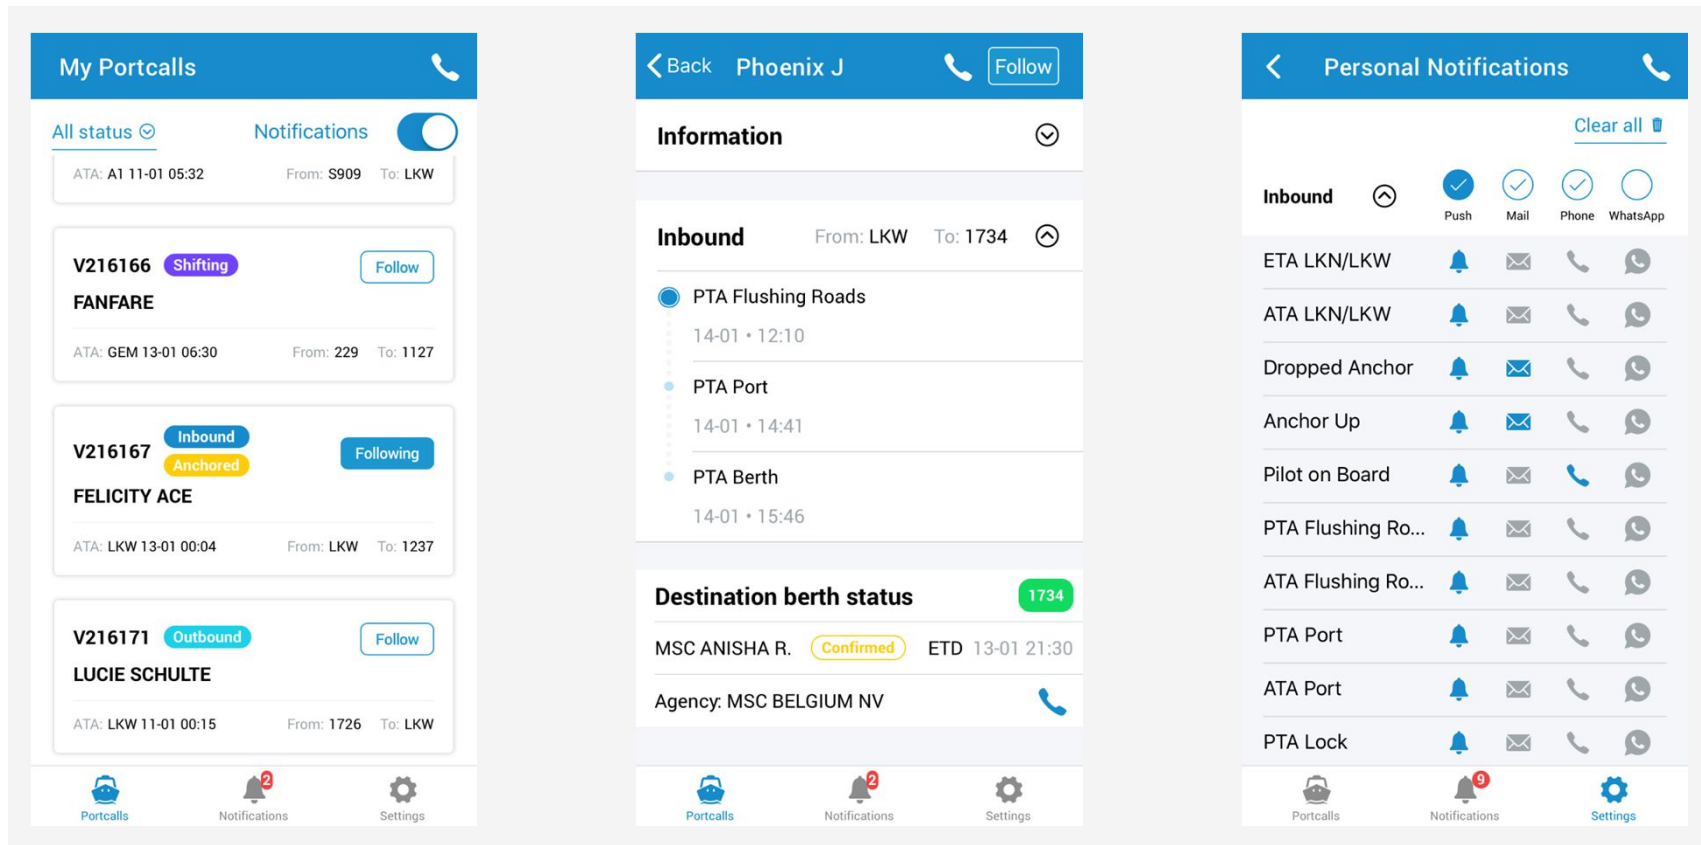 My Portcalls
All status
Notifications
ATA: A1 11-01 05:32 From: S909 To: LKW
V216166 Shifting Follow
FANFARE
ATA: GEM 13-01 06:30 From: 229 To: 1127
Inbound
V216167 Following
Anchored
FELICITY ACE
ATA: LKW 13-01 00:04 From: LKW To: 1237
V216171 Outbound Follow
LUCIE SCHULTE
ATA: LKW 11-01 00:15 From: 1726 To: LKW
2
Portcalls Notifications Settings
Back Phoenix J Follow
Information
Inbound From: LKW To: 1734
PTA Flushing Roads
14-01 • 12:10
PTA Port
14-01 • 14:41
PTA Berth
14-01 • 15:46
Destination berth status 1734
MSC ANISHA R. Confirmed ETD 13-01 21:30
Agency: MSC BELGIUM NV
2
Portcalls Notifications Settings
Personal Notifications
Clear all
Inbound
Push Mail Phone WhatsApp
ETA LKN/LKW
ATA LKN/LKW
Dropped Anchor
Anchor Up
Pilot on Board
PTA Flushing Ro...
ATA Flushing Ro...
PTA Port
ATA Port
PTA Lock
9
Portcalls Notifications Settings